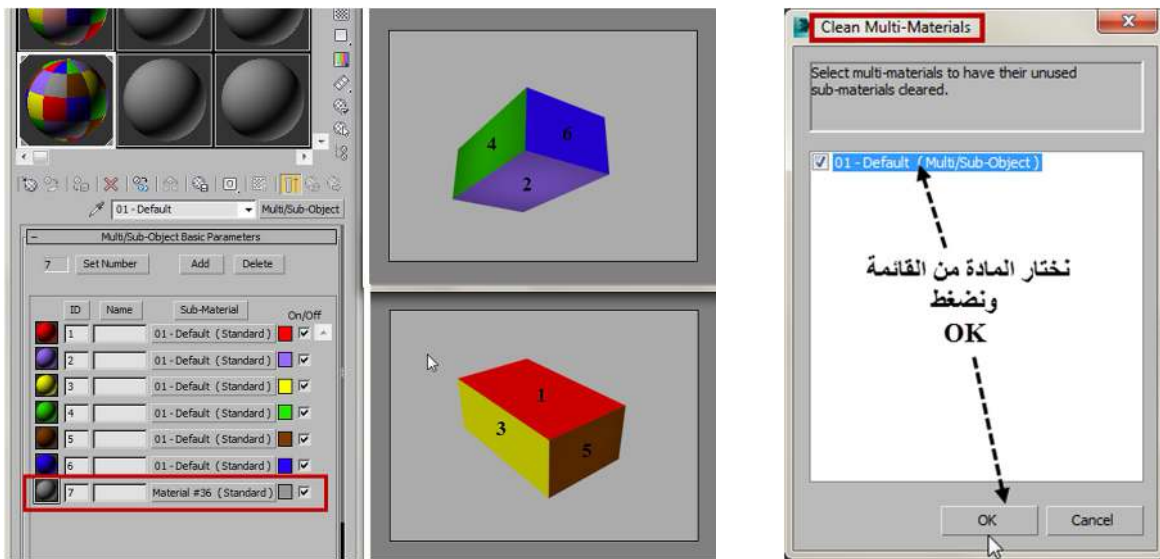 01 - Default
Multi/Sub-Object
Multi/Sub-Object Basic Parameters
7 Set Number Add Delete
ID Name Sub-Material On/Off
1 01 - Default ( Standard )
2 01 - Default ( Standard )
3 01 - Default ( Standard )
4 01 - Default ( Standard )
5 01 - Default ( Standard )
6 01 - Default ( Standard )
7 Material #36 ( Standard )
4 6
2
1
3 5
Clean Multi-Materials
Select multi-materials to have their unused
sub-materials cleared.
01 - Default ( Multi/Sub-Object )
نختار المادة من القائمة
ونضغط
OK
OK Cancel